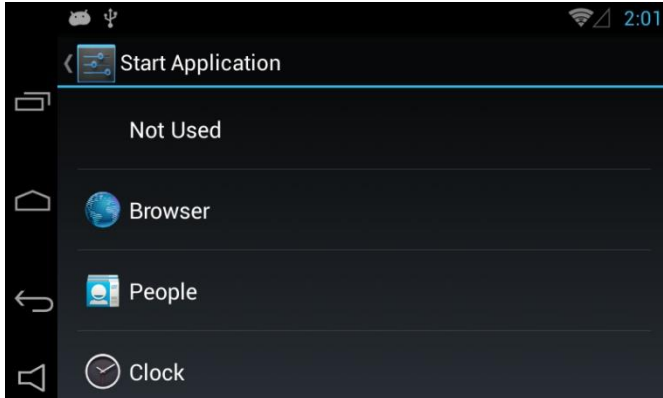 2:01
Start Application
Not Used
Browser
People
Clock